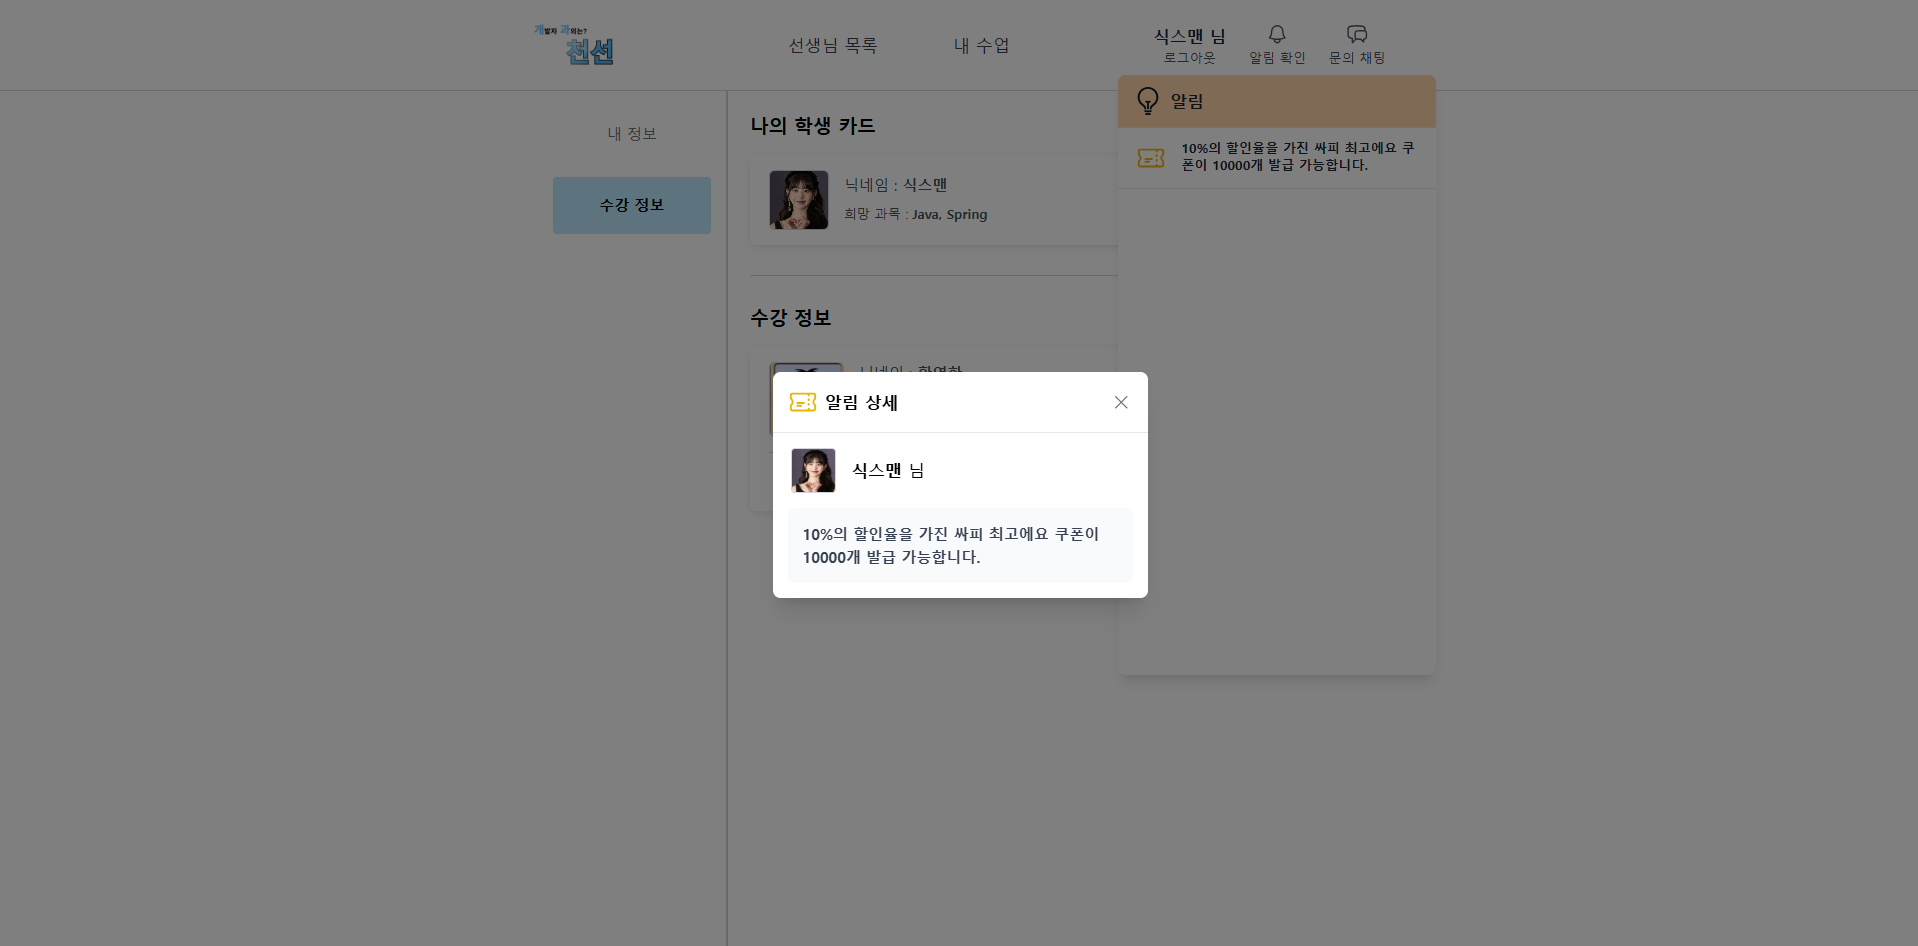 개발자 과외는?
천선
선생님 목록
내 수업
식스맨 님
로그아웃
알림 확인
문의 채팅
내 정보
수강 정보
나의 학생 카드
닉네임 : 식스맨
희망 과목 : Java, Spring
수강 정보
알림
10%의 할인율을 가진 싸피 최고에요 쿠
폰이 10000개 발급 가능합니다.
알림 상세
식스맨 님
10%의 할인율을 가진 싸피 최고에요 쿠폰이
10000개 발급 가능합니다.